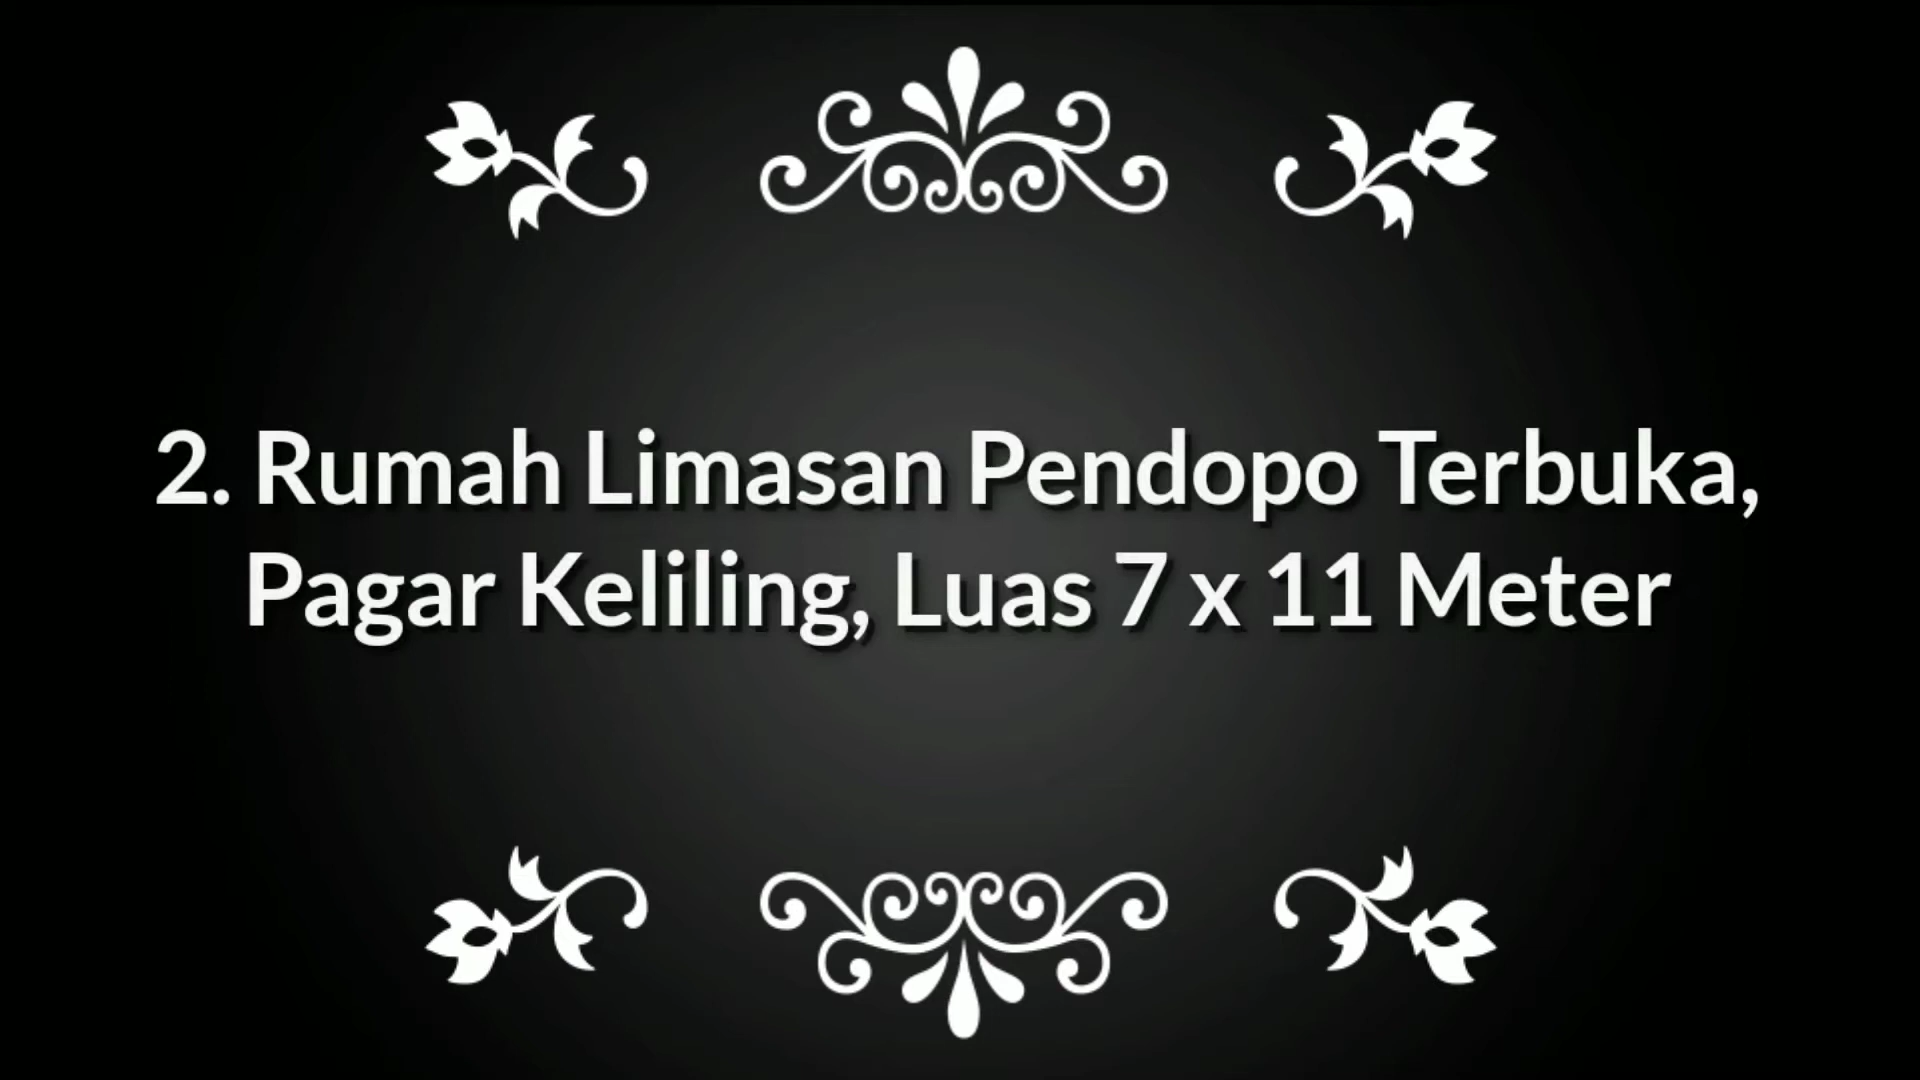 2. Rumah Limasan Pendopo Terbuka,
Pagar Keliling, Luas 7 x 11 Meter